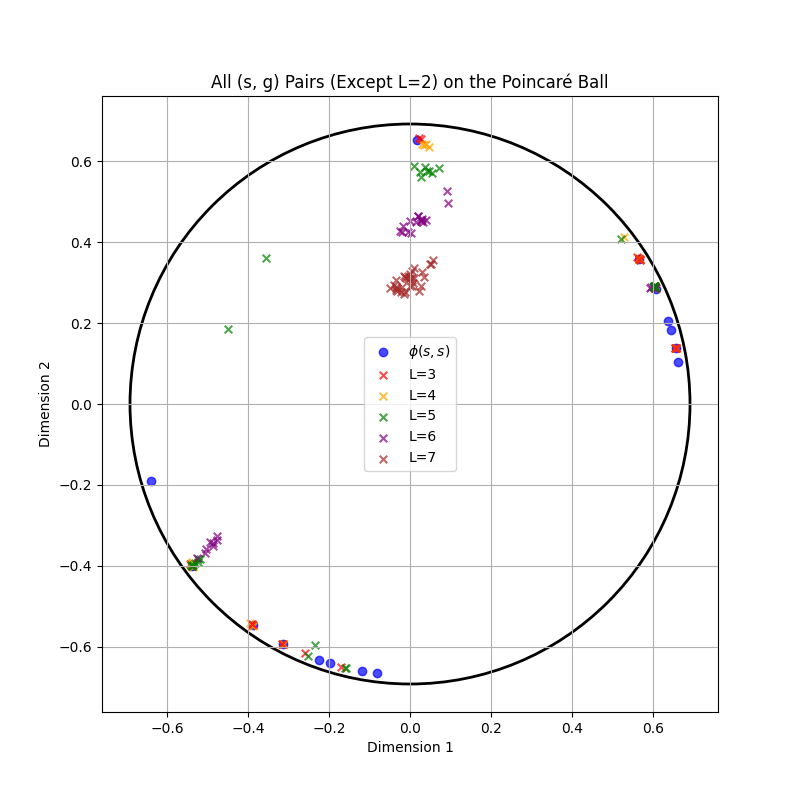 All (s, g) Pairs (Except L=2) on the Poincaré Ball
0.6
0.4
0.2
0.0
−0.2
−0.4
−0.6
Dimension 2
ϕ(s, s)
L=3
L=4
L=5
L=6
L=7
−0.6 −0.4 −0.2 0.0 0.2 0.4 0.6
Dimension 1